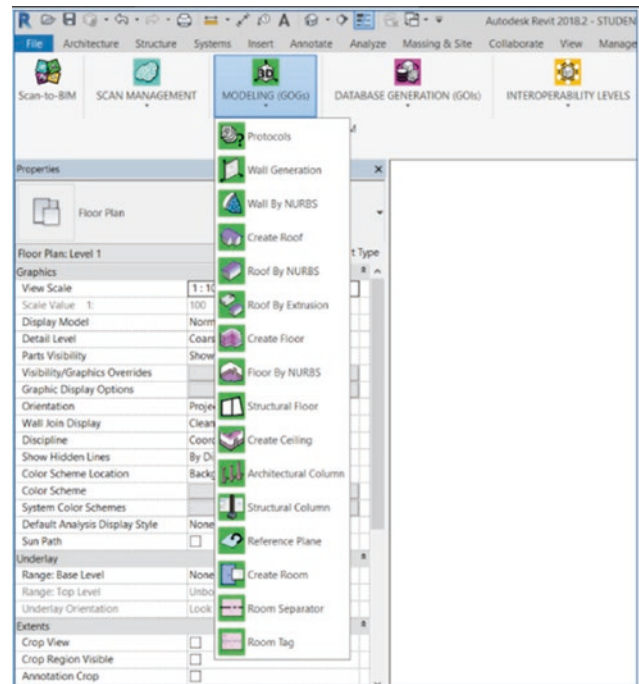 Autodesk Revit 2018.2 - STUDEN
File Architecture Structure Systems Insert Annotate Analyze Massing & Site Collaborate View Manage
Scan-to-BIM SCAN MANAGEMENT MODELING (GOGs) DATABASE GENERATION (GOIs) INTEROPERABILITY LEVELS
Protocols
Wall Generation
Wall By NURBS
Create Roof
Roof By NURBS
Roof By Extrusion
Create Floor
Floor By NURBS
Structural Floor
Create Ceiling
Architectural Column
Structural Column
Reference Plane
Create Room
Room Separator
Room Tag
Properties
Floor Plan
Floor Plan: Level 1 t Type
Graphics
View Scale 1 : 10
Scale Value 1: 100
Display Model Norm
Detail Level Coars
Parts Visibility Show
Visibility/Graphics Overrides
Graphic Display Options
Orientation Proje
Wall Join Display Clean
Discipline Coord
Show Hidden Lines By Di
Color Scheme Location Backg
Color Scheme
System Color Schemes
Default Analysis Display Style None
Sun Path
Underlay
Range: Base Level None
Range: Top Level Unbo
Underlay Orientation Look
Extents
Crop View
Crop Region Visible
Annotation Crop